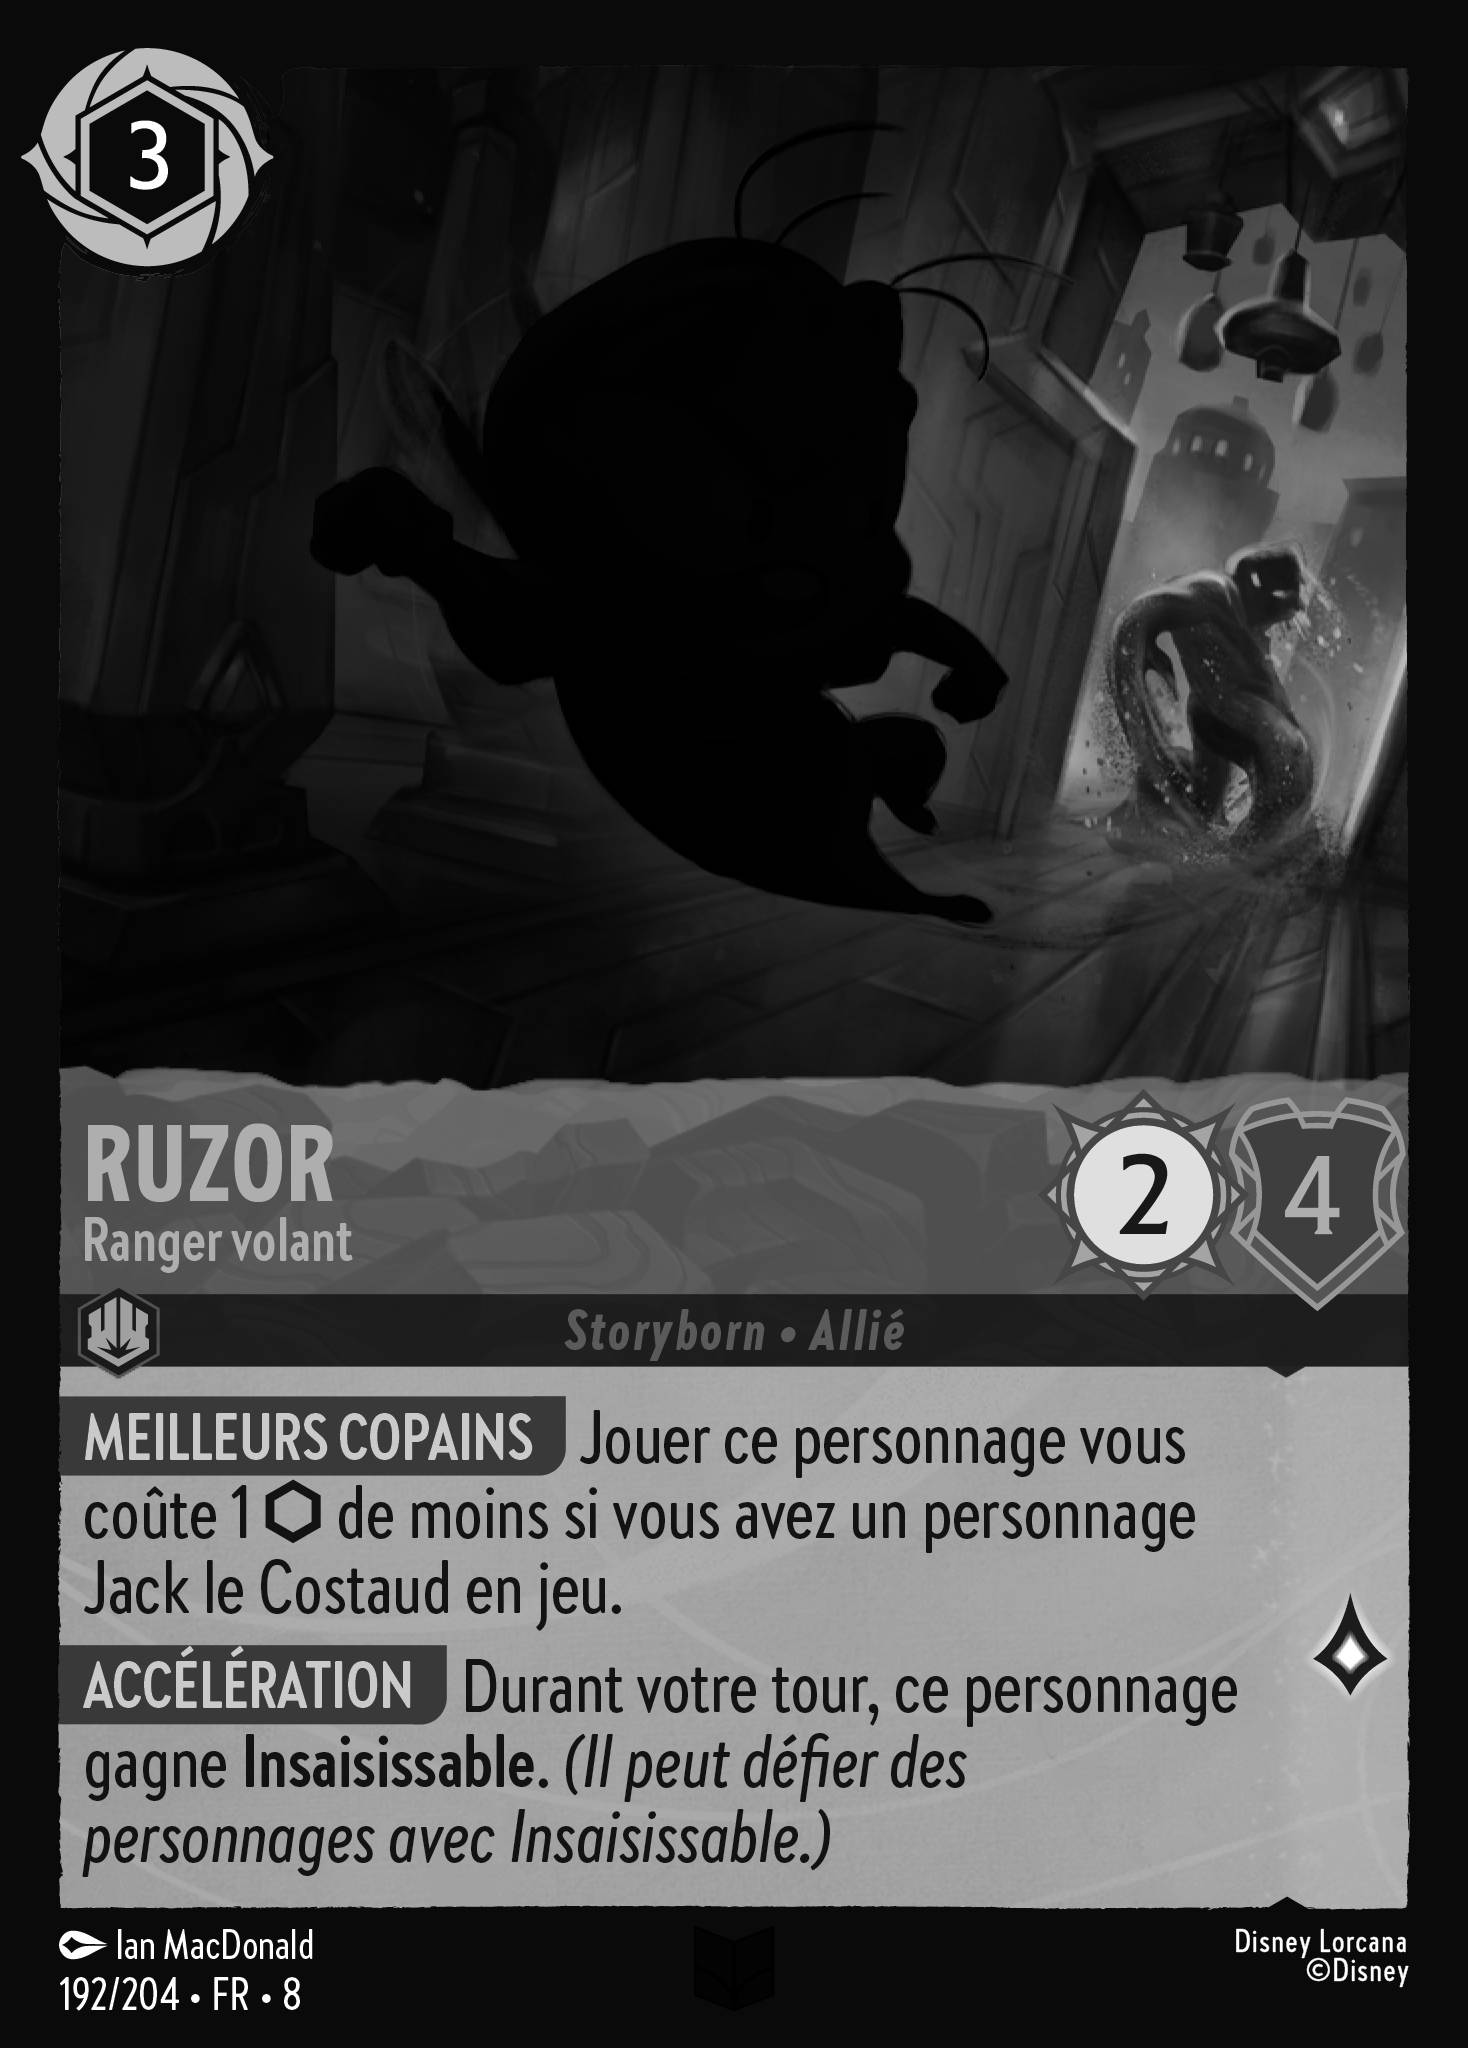 3
RUZOR
Ranger volant
2
4
Storyborn • Allié
MEILLEURS COPAINS Jouer ce personnage vous
coûte 1 ⬡ de moins si vous avez un personnage
Jack le Costaud en jeu.
ACCÉLÉRATION Durant votre tour, ce personnage
gagne Insaisissable. (Il peut défier des
personnages avec Insaisissable.)
Ian MacDonald
192/204 • FR • 8
Disney Lorcana
©Disney